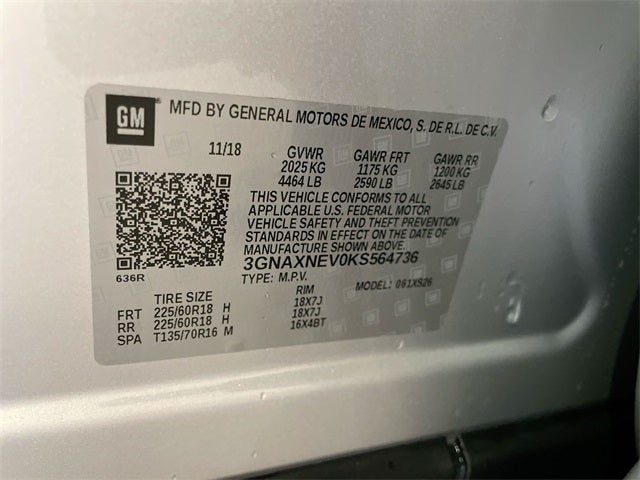 GM MFD BY GENERAL MOTORS DE MEXICO, S. DE R.L. DE C.V.
11/18 GVWR GAWR FRT GAWR RR
2025 KG 1175 KG 1200 KG
4464 LB 2590 LB 2645 LB
THIS VEHICLE CONFORMS TO ALL
APPLICABLE U.S. FEDERAL MOTOR
VEHICLE SAFETY AND THEFT PREVENTION
STANDARDS IN EFFECT ON THE DATE OF
MANUFACTURE SHOWN ABOVE.
3GNAXNEV0KS564736
636R TYPE: M.P.V. MODEL: 061XS26
TIRE SIZE RIM
FRT 225/60R18 H 18X7J
RR 225/60R18 H 18X7J
SPA T135/70R16 M 16X4BT